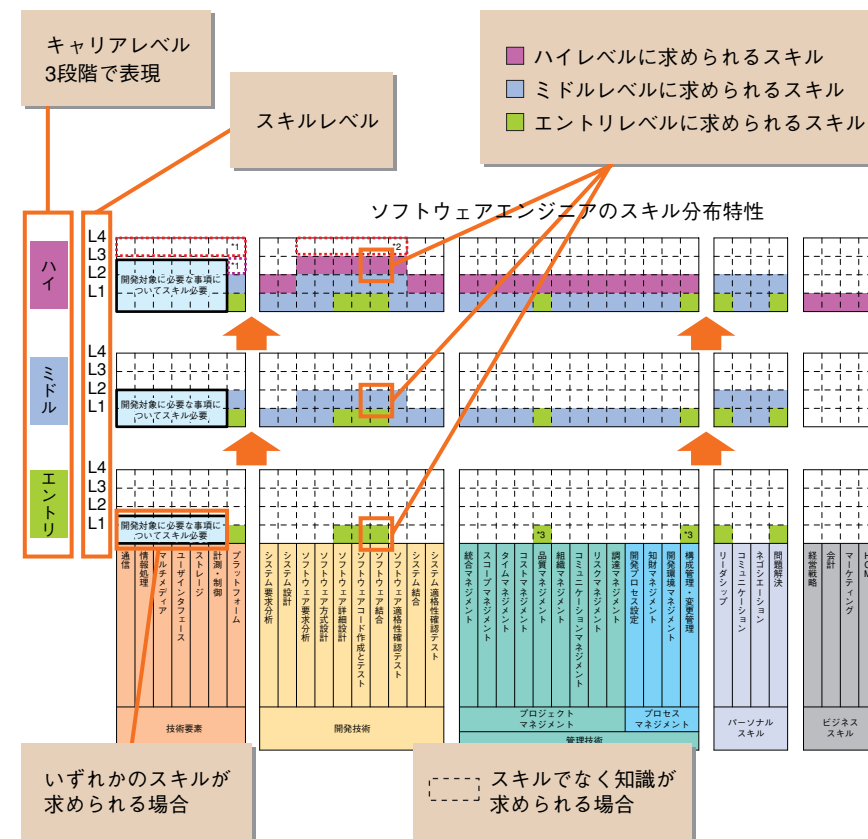 キャリアレベル
3段階で表現
スキルレベル
ハイレベルに求められるスキル
ミドルレベルに求められるスキル
エントリレベルに求められるスキル
ソフトウェアエンジニアのスキル分布特性
ハイ
L4
L3
L2
L1
*1
*1
*2
開発対象に必要な事項に
ついてスキル必要
ミドル
L4
L3
L2
L1
開発対象に必要な事項に
ついてスキル必要
エントリ
L4
L3
L2
L1
開発対象に必要な事項に
ついてスキル必要
*3
*3
通信
情報処理
マルチメディア
ユーザインタフェース
ストレージ
計測・制御
プラットフォーム
システム要求分析
システム設計
ソフトウェア要求分析
ソフトウェア方式設計
ソフトウェア詳細設計
ソフトウェアコード作成とテスト
ソフトウェア結合
ソフトウェア適格性確認テスト
システム結合
システム適格性確認テスト
統合マネジメント
スコープマネジメント
タイムマネジメント
コストマネジメント
品質マネジメント
組織マネジメント
コミュニケーションマネジメント
リスクマネジメント
調達マネジメント
開発プロセス設定
知財マネジメント
開発環境マネジメント
構成管理・変更管理
リーダシップ
コミュニケーション
ネゴシエーション
問題解決
経営戦略
会計
マーケティング
HCM
技術要素
開発技術
プロジェクト
マネジメント
プロセス
マネジメント
管理技術
パーソナル
スキル
ビジネス
スキル
いずれかのスキルが
求められる場合
スキルでなく知識が
求められる場合